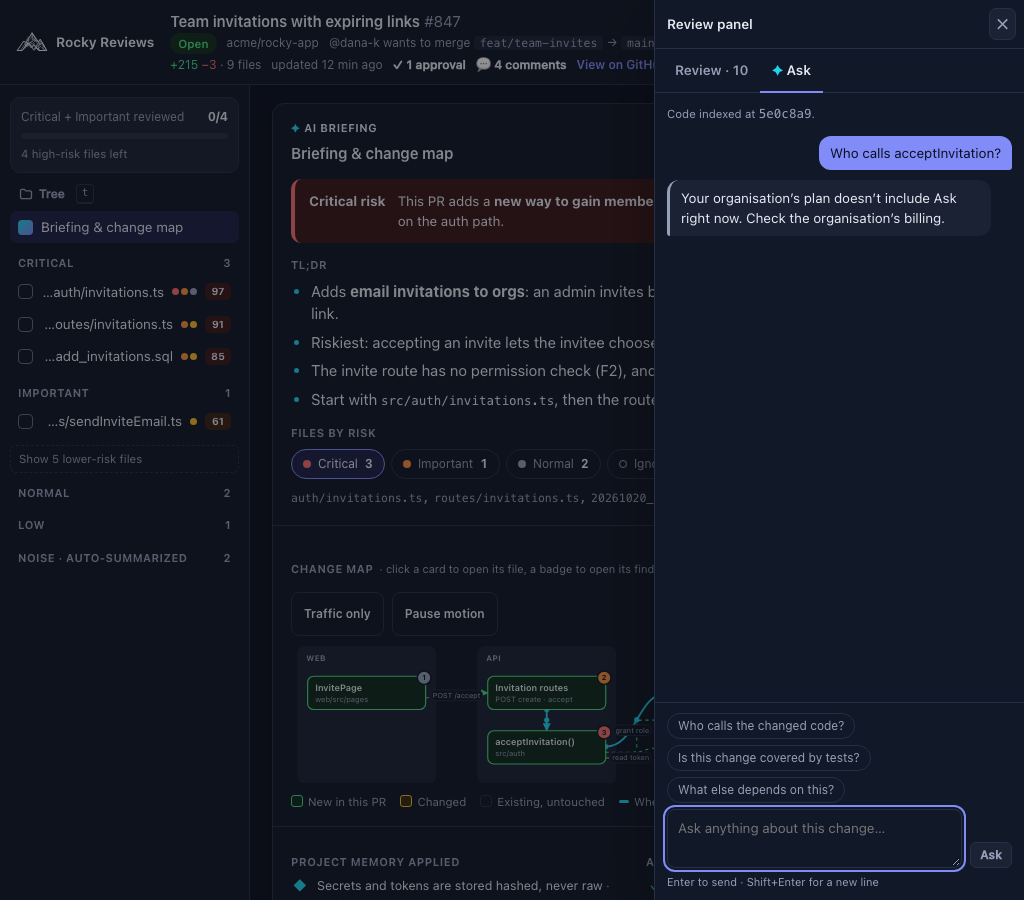 Rocky Reviews
Team invitations with expiring links #847
Open acme/rocky-app @dana-k wants to merge feat/team-invites → main
+215 −3 · 9 files updated 12 min ago ✓ 1 approval 💬 4 comments View on GitH
Critical + Important reviewed 0/4
4 high-risk files left
Tree t
Briefing & change map
CRITICAL 3
...auth/invitations.ts 97
...outes/invitations.ts 91
...add_invitations.sql 85
IMPORTANT 1
...s/sendInviteEmail.ts 61
Show 5 lower-risk files
NORMAL 2
LOW 1
NOISE · AUTO-SUMMARIZED 2
✦ AI BRIEFING
Briefing & change map
Critical risk This PR adds a new way to gain membe
on the auth path.
TL;DR
• Adds email invitations to orgs: an admin invites b
link.
• Riskiest: accepting an invite lets the invitee choose
• The invite route has no permission check (F2), and
• Start with src/auth/invitations.ts, then the route
FILES BY RISK
Critical 3 Important 1 Normal 2 Igno
auth/invitations.ts, routes/invitations.ts, 20261020_
CHANGE MAP · click a card to open its file, a badge to open its find
Traffic only Pause motion
WEB
InvitePage 1
web/src/pages
POST /accept
API
Invitation routes 2
POST create · accept
acceptInvitation() 3
src/auth
grant role
read token
New in this PR Changed Existing, untouched Whe
PROJECT MEMORY APPLIED A
Secrets and tokens are stored hashed, never raw ·
Review panel
Review · 10 ✦ Ask
Code indexed at 5e0c8a9.
Who calls acceptInvitation?
Your organisation’s plan doesn’t include Ask
right now. Check the organisation’s billing.
Who calls the changed code?
Is this change covered by tests?
What else depends on this?
Ask anything about this change…
Ask
Enter to send · Shift+Enter for a new line